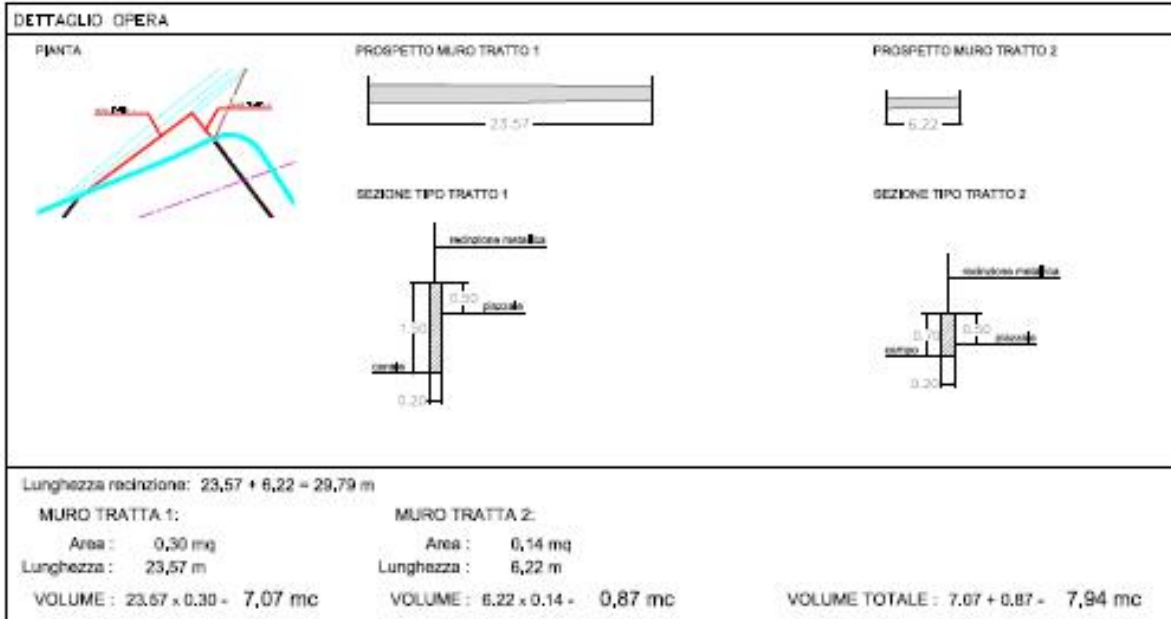 DETTAGLIO OPERA
PIANTA
PROSPETTO MURO TRATTO 1
PROSPETTO MURO TRATTO 2
23.57
6.22
SEZIONE TIPO TRATTO 1
SEZIONE TIPO TRATTO 2
recinzione metallica
0.50
piazzale
1.50
canale
0.20
recinzione metallica
0.70
0.50
piazzale
campo
0.20
Lunghezza recinzione: 23,57 + 6,22 = 29,79 m
MURO TRATTA 1:
MURO TRATTA 2:
Area : 0,30 mq
Area : 0,14 mq
Lunghezza : 23,57 m
Lunghezza : 6,22 m
VOLUME : 23.57 x 0.30 = 7,07 mc
VOLUME : 6.22 x 0.14 = 0,87 mc
VOLUME TOTALE : 7.07 + 0.87 = 7,94 mc